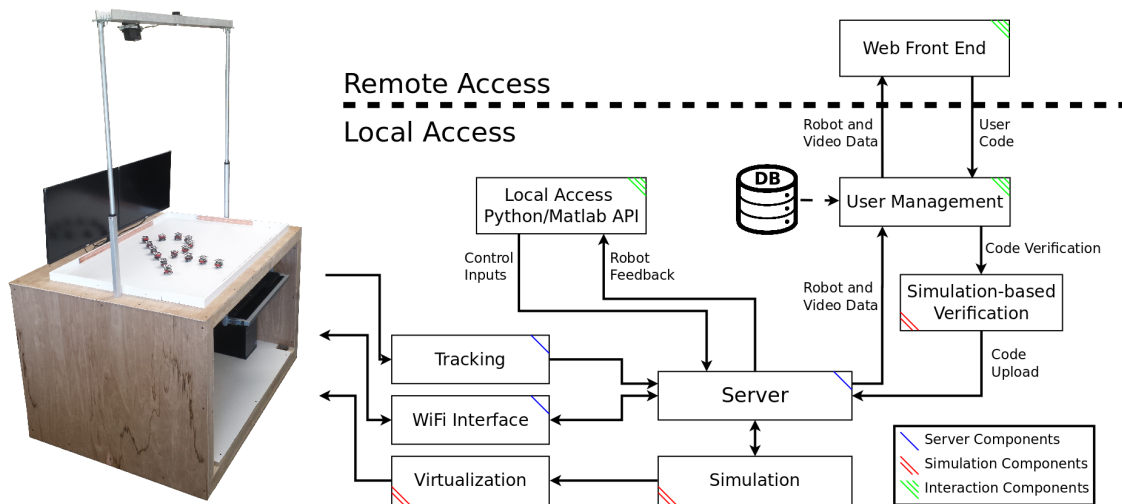 Web Front End
Remote Access
Local Access
Robot and
Video Data
User
Code
DB
Local Access
Python/Matlab API
User Management
Control
Inputs
Robot
Feedback
Code Verification
Robot and
Video Data
Simulation-based
Verification
Tracking
Code
Upload
Server
WiFi Interface
Virtualization
Simulation
Server Components
Simulation Components
Interaction Components